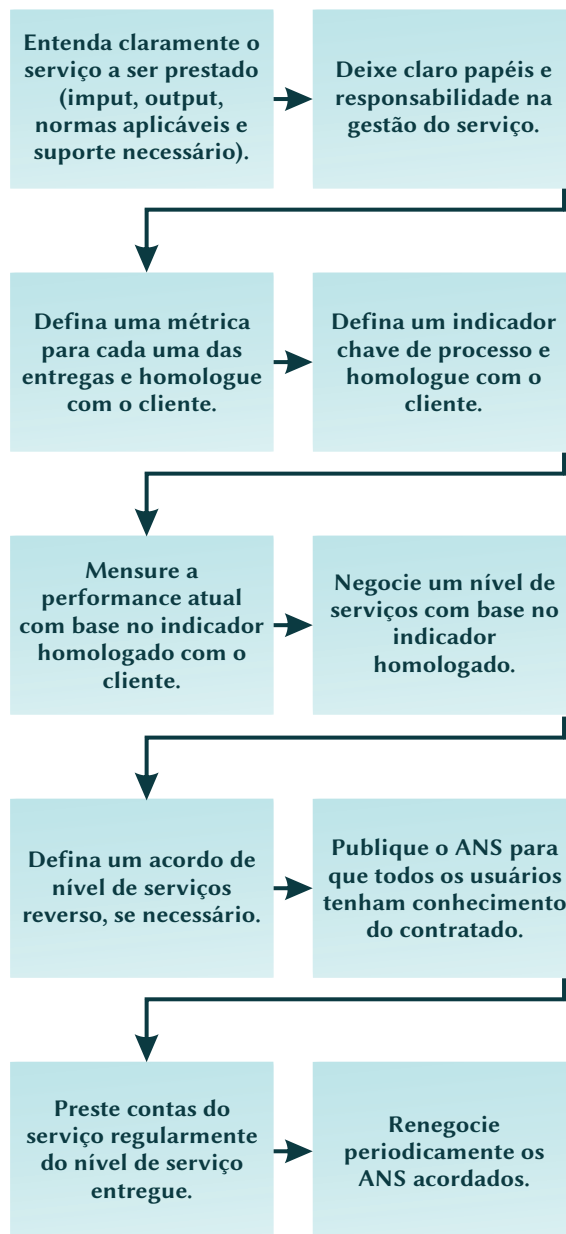 Entenda claramente o
serviço a ser prestado
(imput, output,
normas aplicáveis e
suporte necessário).
Deixe claro papéis e
responsabilidade na
gestão do serviço.
Defina uma métrica
para cada uma das
entregas e homologue
com o cliente.
Defina um indicador
chave de processo e
homologue com o
cliente.
Mensure a
performance atual
com base no indicador
homologado com o
cliente.
Negocie um nível de
serviços com base no
indicador
homologado.
Defina um acordo de
nível de serviços
reverso, se necessário.
Publique o ANS para
que todos os usuários
tenham conhecimento
do contratado.
Preste contas do
serviço regularmente
do nível de serviço
entregue.
Renegocie
periodicamente os
ANS acordados.